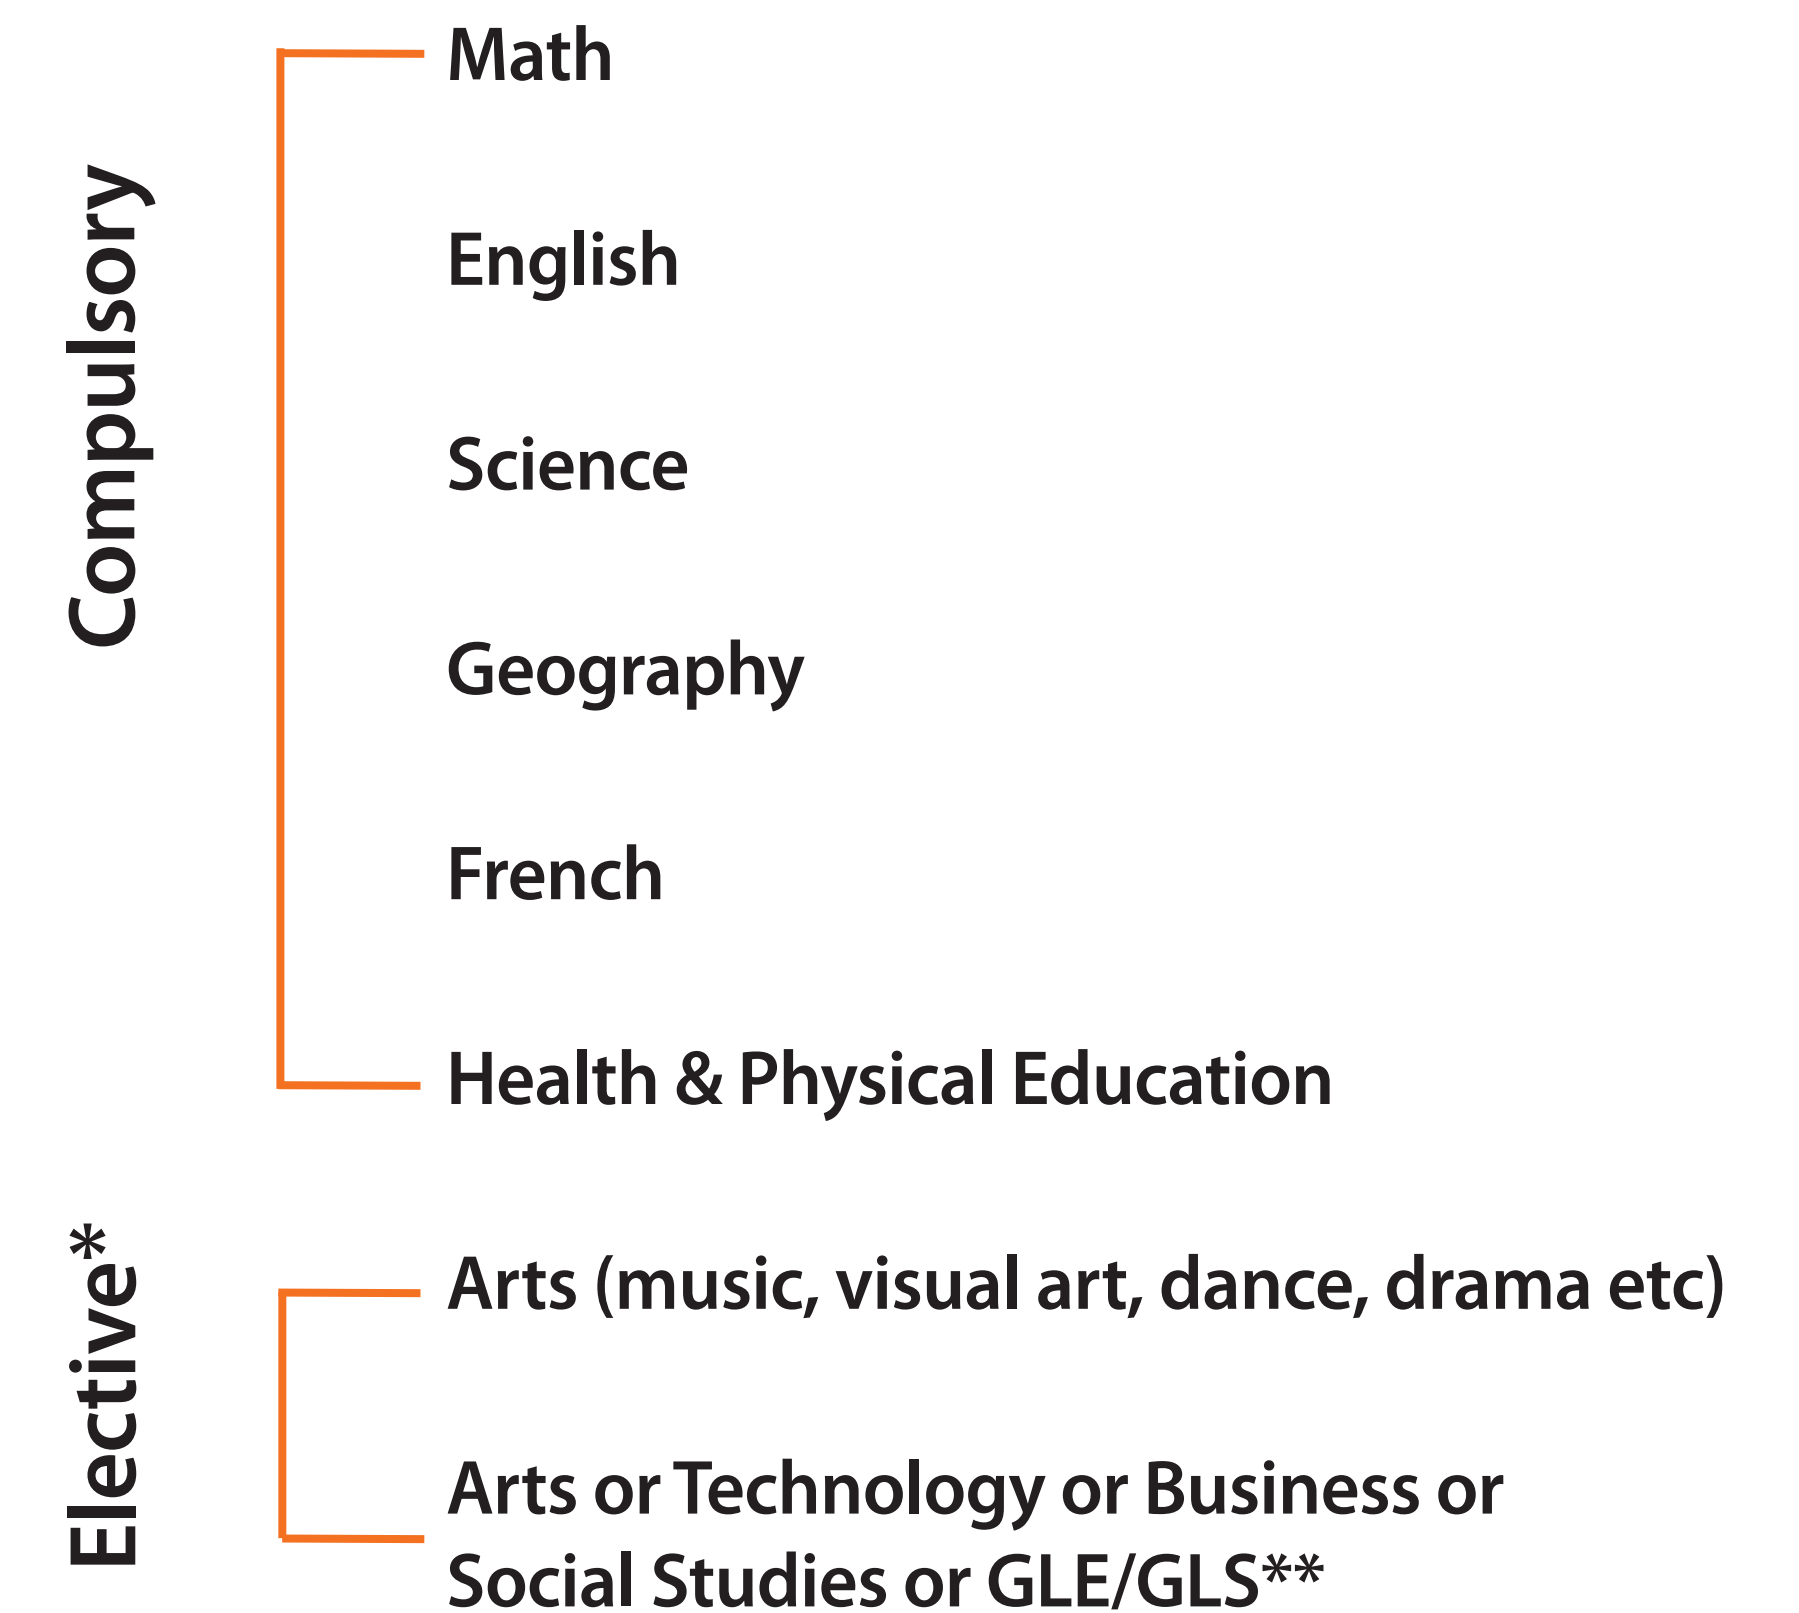 Compulsory
Math
English
Science
Geography
French
Health & Physical Education
Elective*
Arts (music, visual art, dance, drama etc)
Arts or Technology or Business or
Social Studies or GLE/GLS**